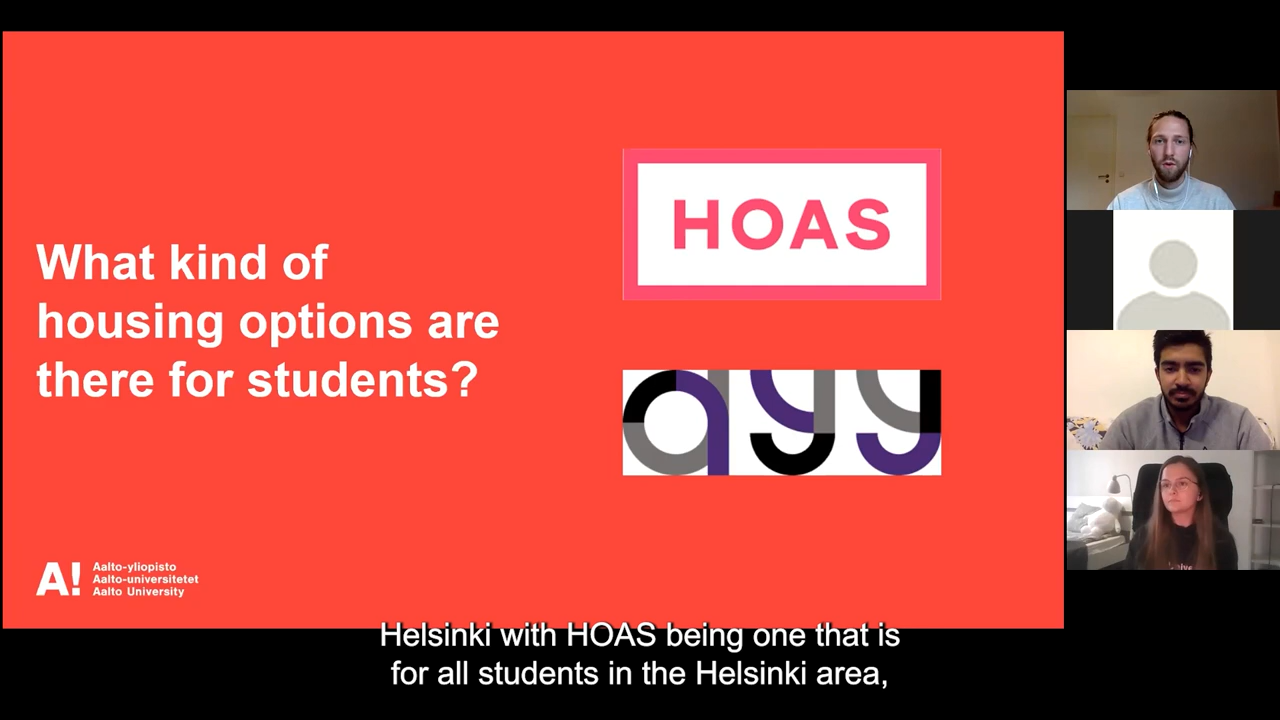 What kind of
housing options are
there for students?
HOAS
ayy
A!
Aalto-yliopisto
Aalto-universitetet
Aalto University
Helsinki with HOAS being one that is
for all students in the Helsinki area,